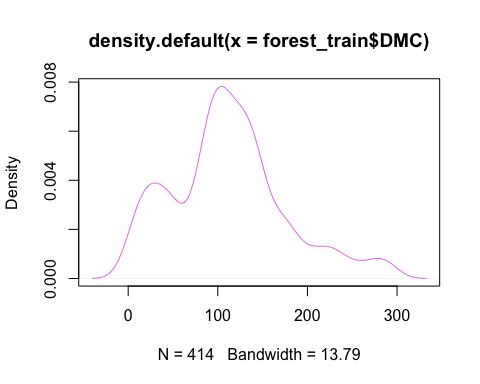 density.default(x = forest_train$DMC)
Density
0.008
0.004
0.000
0 100 200 300
N = 414 Bandwidth = 13.79